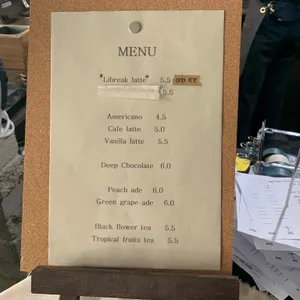 MENU
"Libreak latte" 5.5 only ICE
5.5
Americano 4.5
Cafe latte 5.0
Vanilla latte 5.5
Deep Chocolate 6.0
Peach ade 6.0
Green grape ade 6.0
Black flower tea 5.5
Tropical fruits tea 5.5